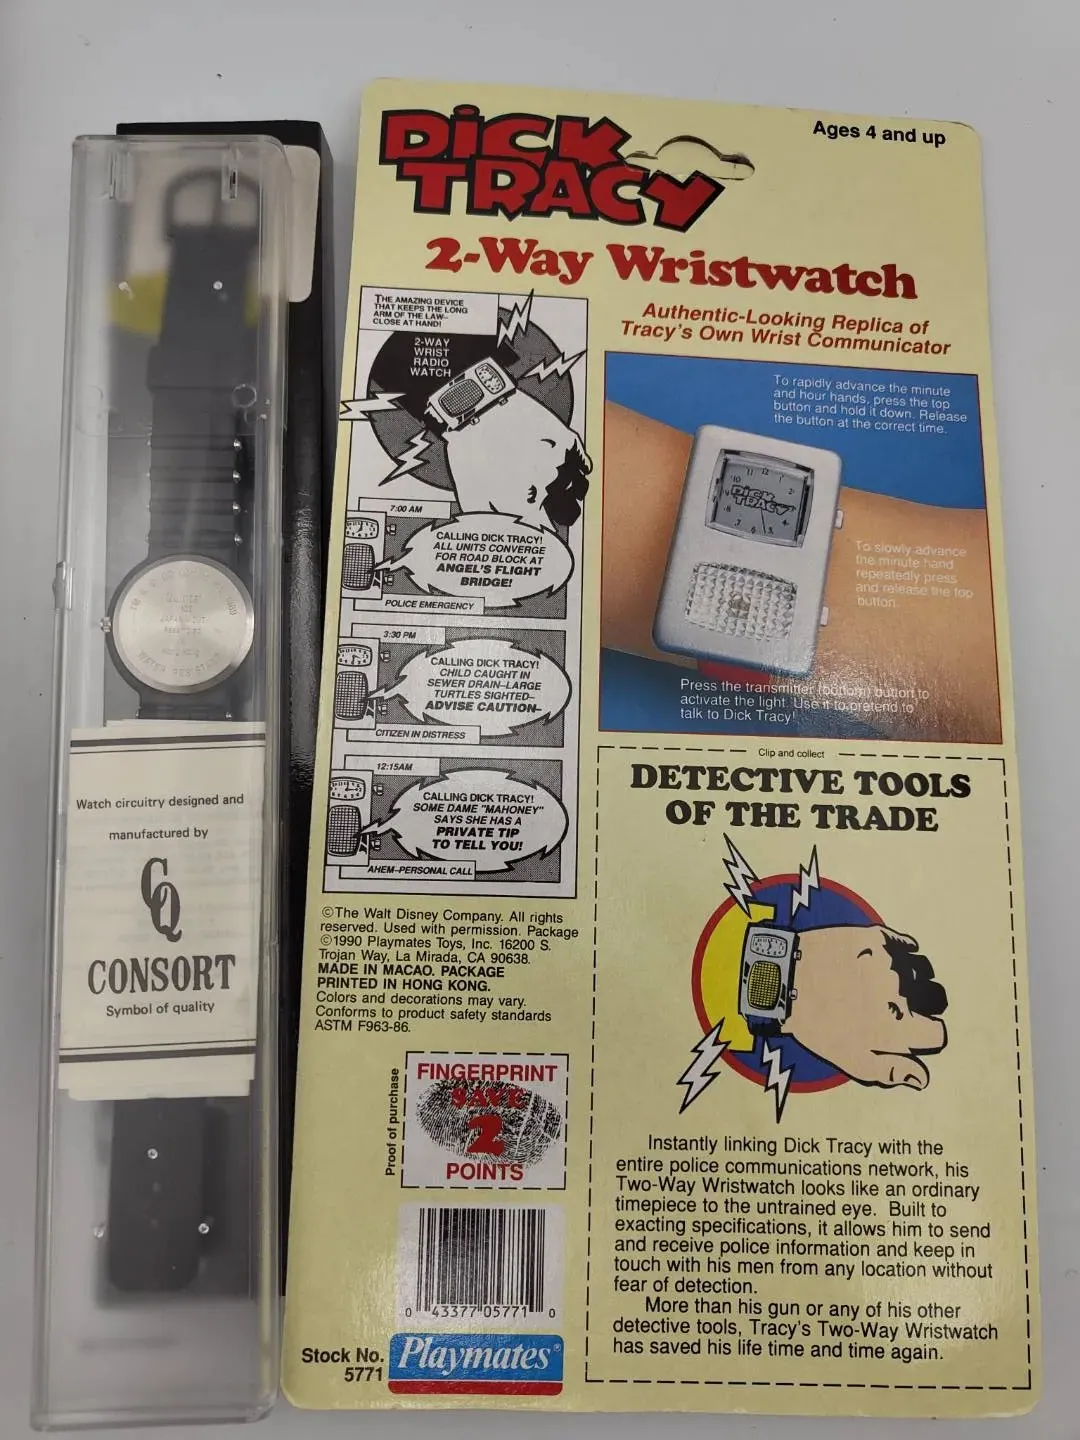 DICK
TRACY
Ages 4 and up
2-Way Wristwatch
Authentic-Looking Replica of
Tracy's Own Wrist Communicator
THE AMAZING DEVICE
THAT KEEPS THE LONG
ARM OF THE LAW–
CLOSE AT HAND!
2-WAY
WRIST
RADIO
WATCH
7:00 AM
CALLING DICK TRACY!
ALL UNITS CONVERGE
FOR ROAD BLOCK AT
ANGEL'S FLIGHT
BRIDGE!
POLICE EMERGENCY
3:30 PM
CALLING DICK TRACY!
CHILD CAUGHT IN
SEWER DRAIN–LARGE
TURTLES SIGHTED–
ADVISE CAUTION–
CITIZEN IN DISTRESS
12:15AM
CALLING DICK TRACY!
SOME DAME "MAHONEY"
SAYS SHE HAS A
PRIVATE TIP
TO TELL YOU!
AHEM–PERSONAL CALL
To rapidly advance the minute
and hour hands, press the top
button and hold it down. Release
the button at the correct time.
DICK
TRACY
To slowly advance
the minute hand
repeatedly press
and release the top
button.
Press the transmitter (bottom) button to
activate the light. Use it to pretend to
talk to Dick Tracy!
Clip and collect
DETECTIVE TOOLS
OF THE TRADE
Instantly linking Dick Tracy with the
entire police communications network, his
Two-Way Wristwatch looks like an ordinary
timepiece to the untrained eye. Built to
exacting specifications, it allows him to send
and receive police information and keep in
touch with his men from any location without
fear of detection.
More than his gun or any of his other
detective tools, Tracy's Two-Way Wristwatch
has saved his life time and time again.
©The Walt Disney Company. All rights
reserved. Used with permission. Package
©1990 Playmates Toys, Inc. 16200 S.
Trojan Way, La Mirada, CA 90638.
MADE IN MACAO. PACKAGE
PRINTED IN HONG KONG.
Colors and decorations may vary.
Conforms to product safety standards
ASTM F963-86.
Proof of purchase
FINGERPRINT
SAVE
2
POINTS
0 43377 05771 0
Stock No.
5771
Playmates®
WATER RESISTANT
Watch circuitry designed and
manufactured by
CQ
CONSORT
Symbol of quality